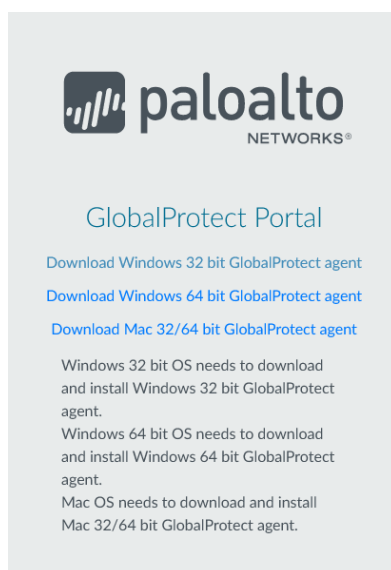 paloalto
NETWORKS®
GlobalProtect Portal
Download Windows 32 bit GlobalProtect agent
Download Windows 64 bit GlobalProtect agent
Download Mac 32/64 bit GlobalProtect agent
Windows 32 bit OS needs to download
and install Windows 32 bit GlobalProtect
agent.
Windows 64 bit OS needs to download
and install Windows 64 bit GlobalProtect
agent.
Mac OS needs to download and install
Mac 32/64 bit GlobalProtect agent.